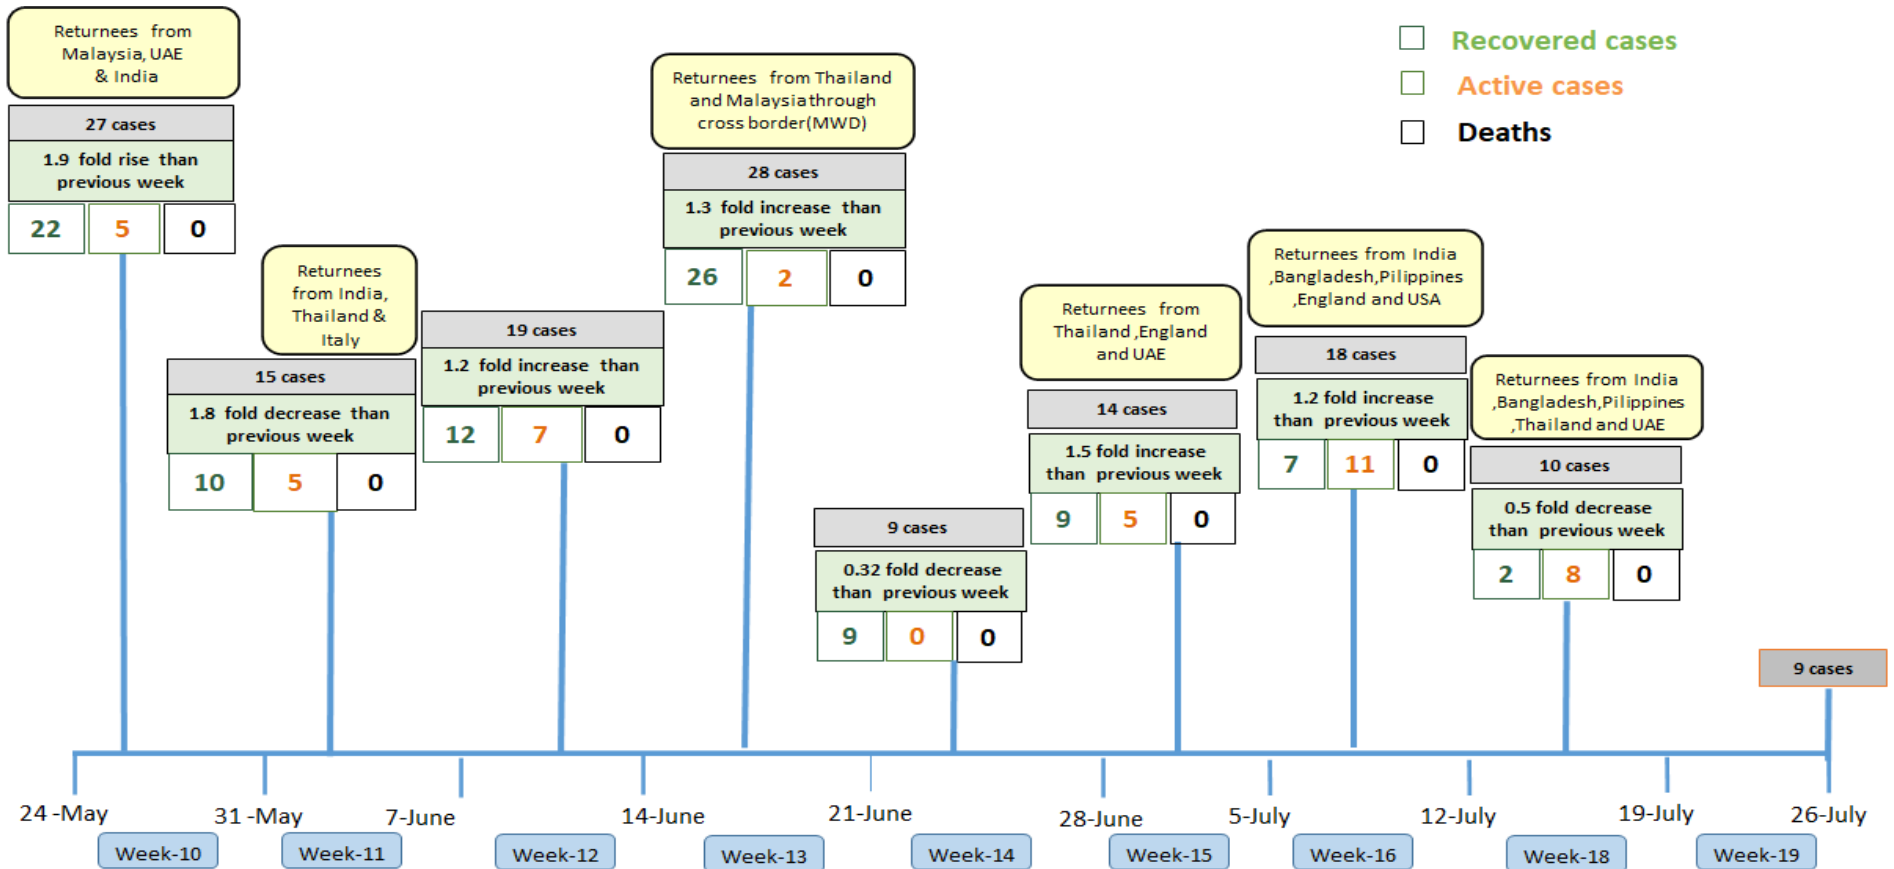 Returnees from
Malaysia, UAE
& India
27 cases
1.9 fold rise than
previous week
22 5 0
Returnees
from India,
Thailand &
Italy
15 cases
1.8 fold decrease than
previous week
10 5 0
19 cases
1.2 fold increase than
previous week
12 7 0
Returnees from Thailand
and Malaysiathrough
cross border(MWD)
28 cases
1.3 fold increase than
previous week
26 2 0
9 cases
0.32 fold decrease
than previous week
9 0 0
Returnees from
Thailand ,England
and UAE
14 cases
1.5 fold increase
than previous week
9 5 0
Returnees from India
,Bangladesh,Pilippines
,England and USA
18 cases
1.2 fold increase
than previous week
7 11 0
Returnees from India
,Bangladesh,Pilippines
,Thailand and UAE
10 cases
0.5 fold decrease
than previous week
2 8 0
9 cases
Recovered cases
Active cases
Deaths
24 -May 31 -May 7-June 14-June 21-June 28-June 5-July 12-July 19-July 26-July
Week-10 Week-11 Week-12 Week-13 Week-14 Week-15 Week-16 Week-18 Week-19